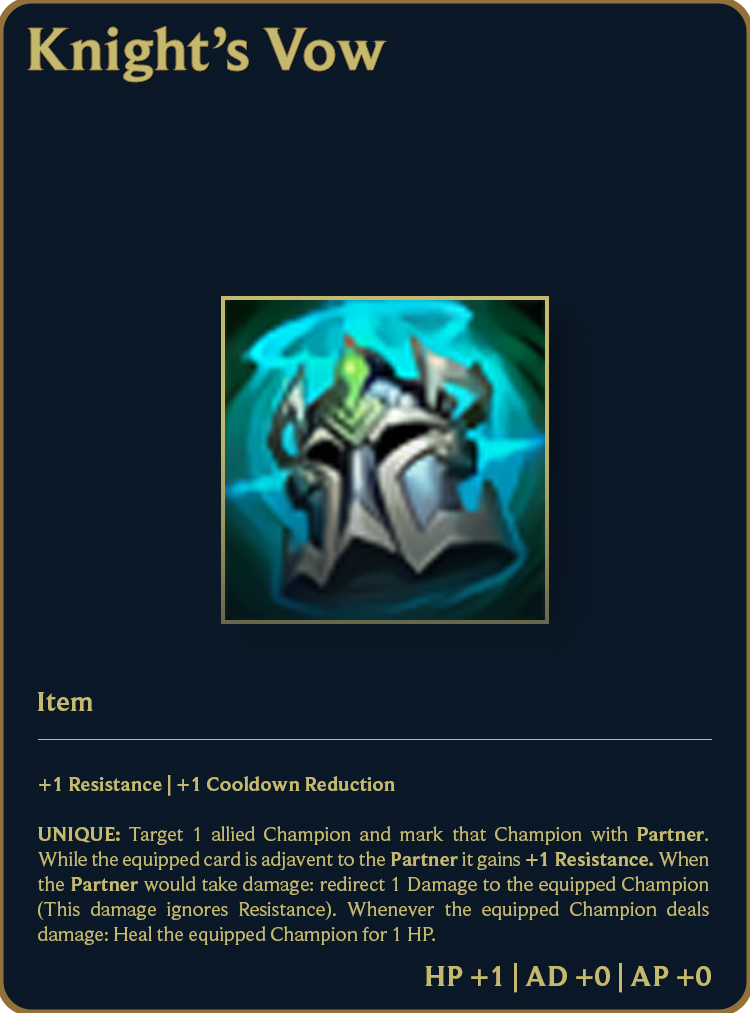 Knight’s Vow
Item
+1 Resistance | +1 Cooldown Reduction
UNIQUE: Target 1 allied Champion and mark that Champion with Partner.
While the equipped card is adjavent to the Partner it gains +1 Resistance. When
the Partner would take damage: redirect 1 Damage to the equipped Champion
(This damage ignores Resistance). Whenever the equipped Champion deals
damage: Heal the equipped Champion for 1 HP.
HP +1 | AD +0 | AP +0